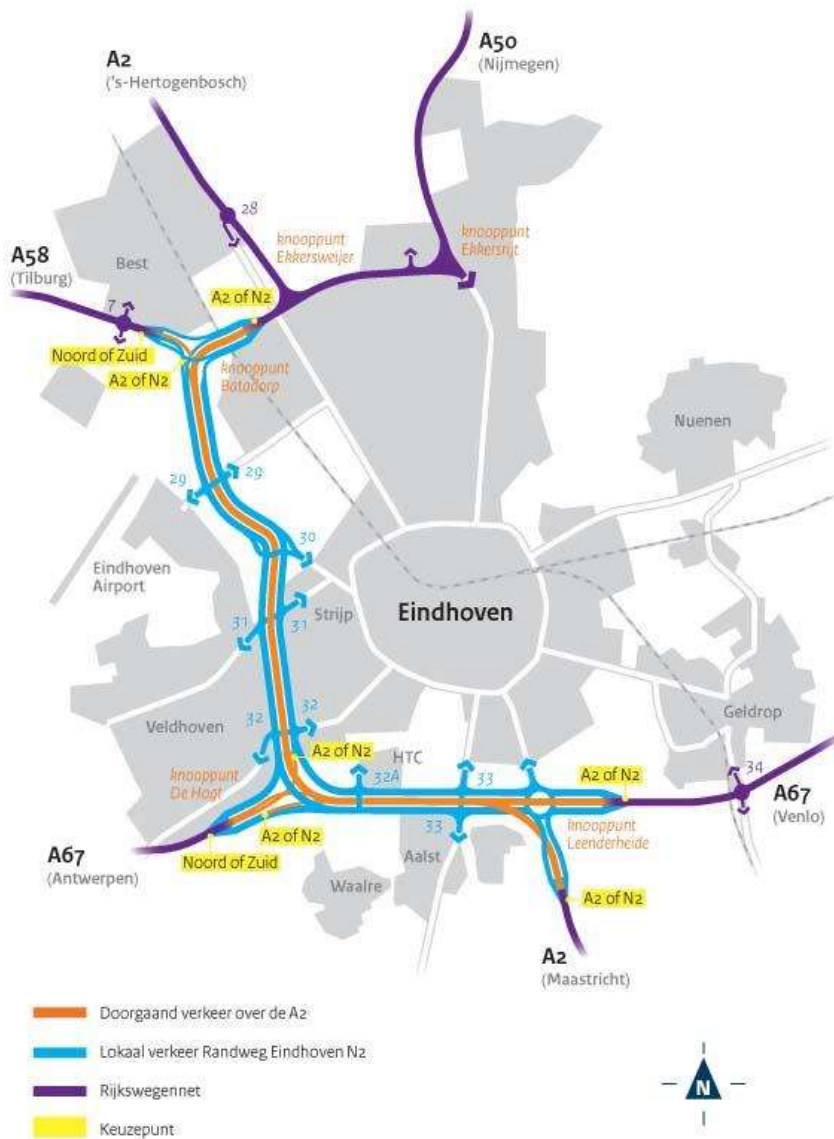 A50
(Nijmegen)
A2
('s-Hertogenbosch)
28
knooppunt
Ekkersweijer
knooppunt
Ekkersrijt
A58
(Tilburg)
Best
7
A2 of N2
Noord of Zuid
A2 of N2
knooppunt
Batadorp
Nuenen
29
29
30
Eindhoven
Airport
Strijp
31
31
Eindhoven
32
32
Veldhoven
A2 of N2
HTC
Geldrop
knooppunt
De Hogt
32A
33
A2 of N2
34
A67
(Venlo)
A2 of N2
33
knooppunt
Leenderheide
A67
(Antwerpen)
Noord of Zuid
Aalst
Waalre
A2 of N2
A2
(Maastricht)
Doorgaand verkeer over de A2
Lokaal verkeer Randweg Eindhoven N2
Rijkswegennet
Keuzepunt
N